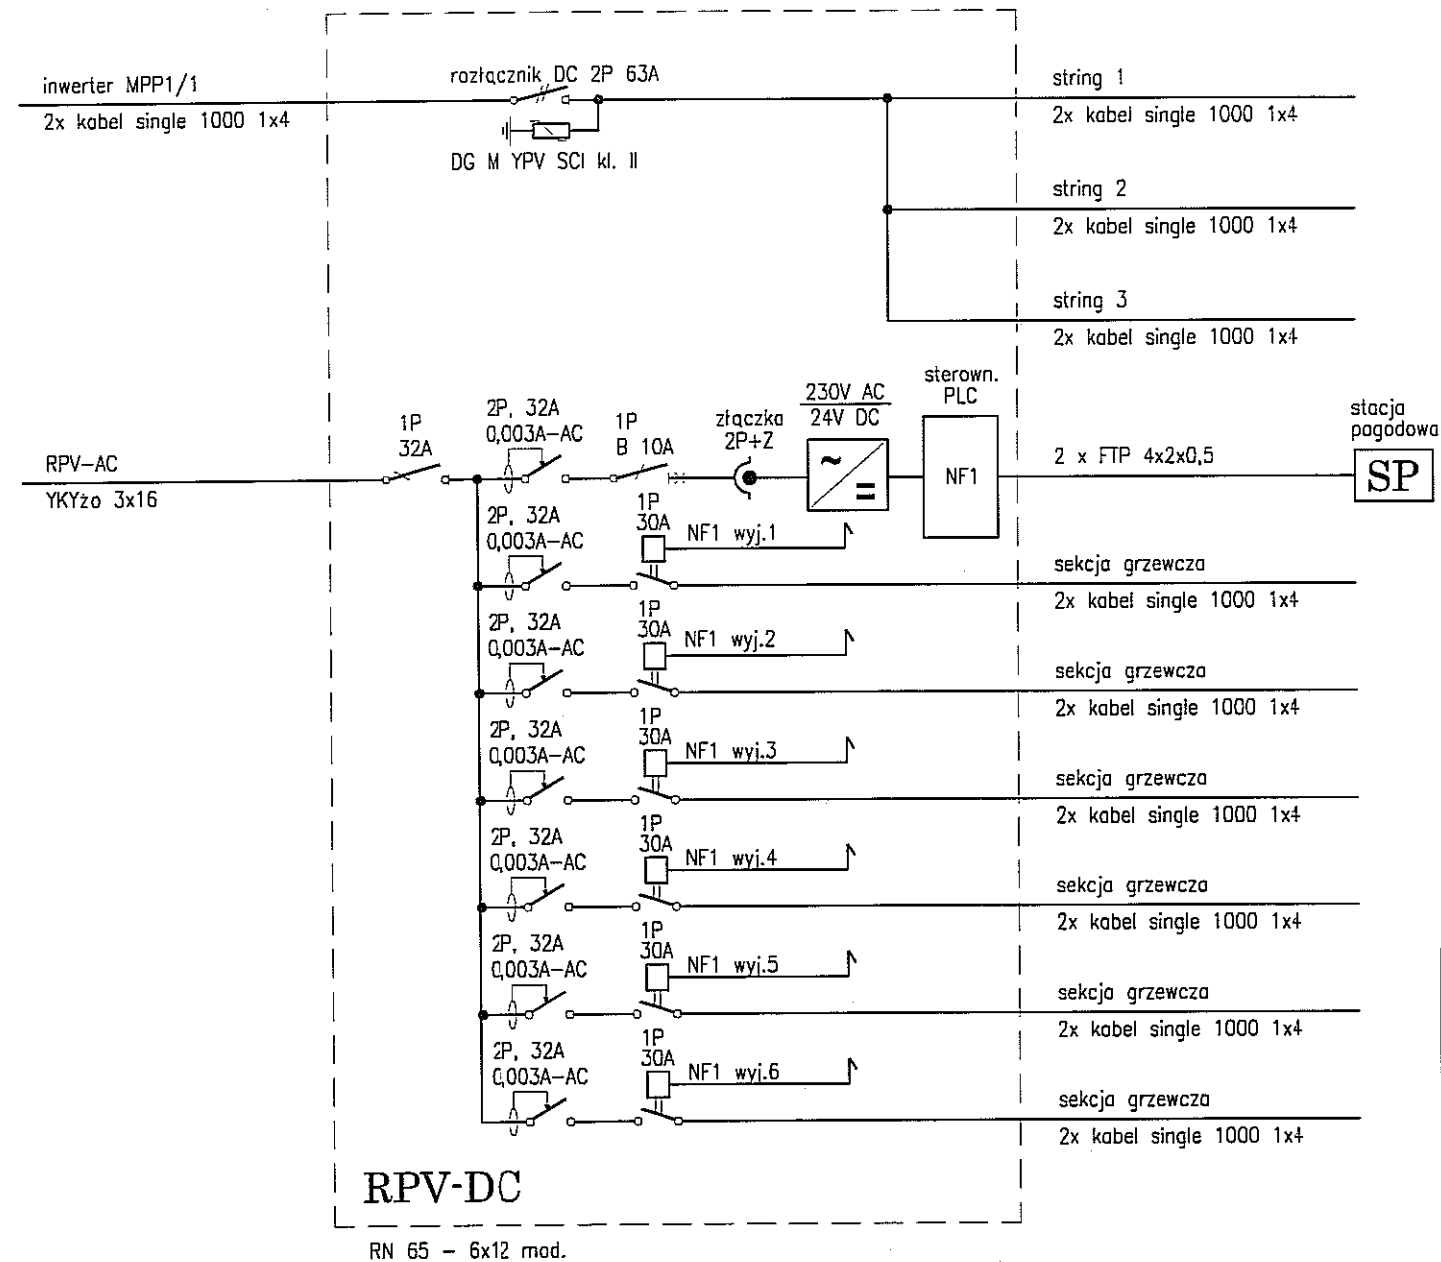 inwerter MPP1/1
2x kabel single 1000 1x4
rozłącznik DC 2P 63A
DG M YPV SCI kl. II
string 1
2x kabel single 1000 1x4
string 2
2x kabel single 1000 1x4
string 3
2x kabel single 1000 1x4
RPV-AC
YKYżo 3x16
1P
32A
2P, 32A
0,003A-AC
1P
B 10A
złączka
2P+Z
230V AC
24V DC
~
=
sterown.
PLC
NF1
2 x FTP 4x2x0,5
stacja
pogodowa
SP
2P, 32A
0,003A-AC
1P
30A
NF1 wyj.1
sekcja grzewcza
2x kabel single 1000 1x4
2P, 32A
0,003A-AC
1P
30A
NF1 wyj.2
sekcja grzewcza
2x kabel single 1000 1x4
2P, 32A
0,003A-AC
1P
30A
NF1 wyj.3
sekcja grzewcza
2x kabel single 1000 1x4
2P, 32A
0,003A-AC
1P
30A
NF1 wyj.4
sekcja grzewcza
2x kabel single 1000 1x4
2P, 32A
0,003A-AC
1P
30A
NF1 wyj.5
sekcja grzewcza
2x kabel single 1000 1x4
2P, 32A
0,003A-AC
1P
30A
NF1 wyj.6
sekcja grzewcza
2x kabel single 1000 1x4
RPV-DC
RN 65 - 6x12 mod.